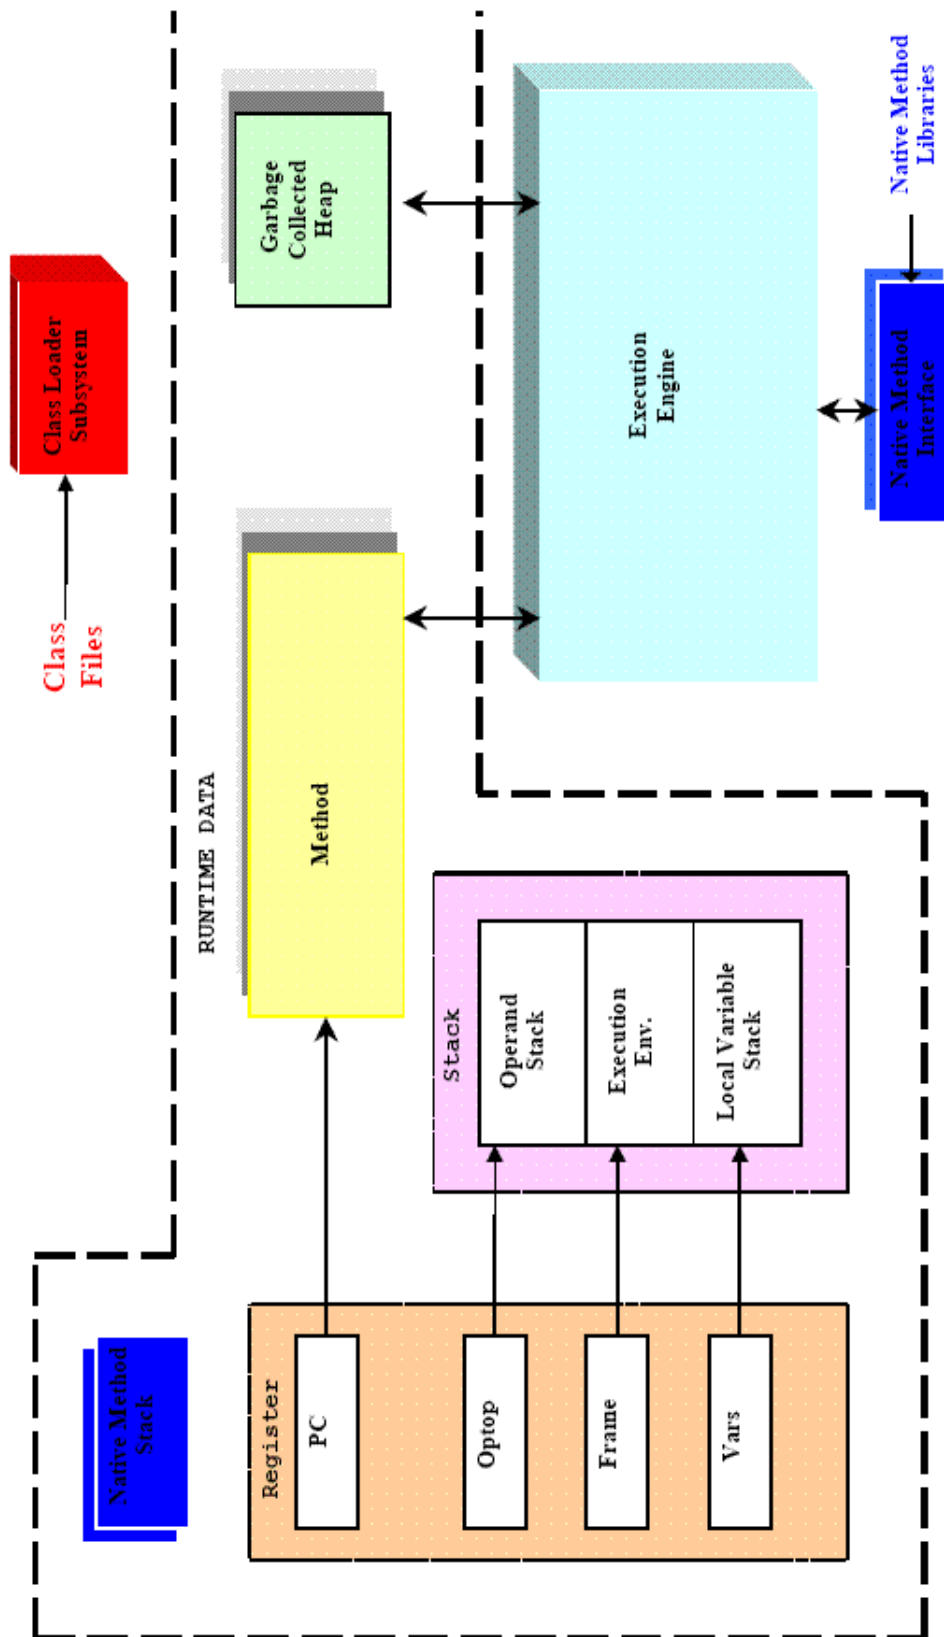 Class
Files
Class Loader
Subsystem
Native Method
Stack
RUNTIME DATA
Register
PC
Optop
Frame
Vars
Method
Garbage
Collected
Heap
Stack
Operand
Stack
Execution
Env.
Local Variable
Stack
Execution
Engine
Native Method
Interface
Native Method
Libraries